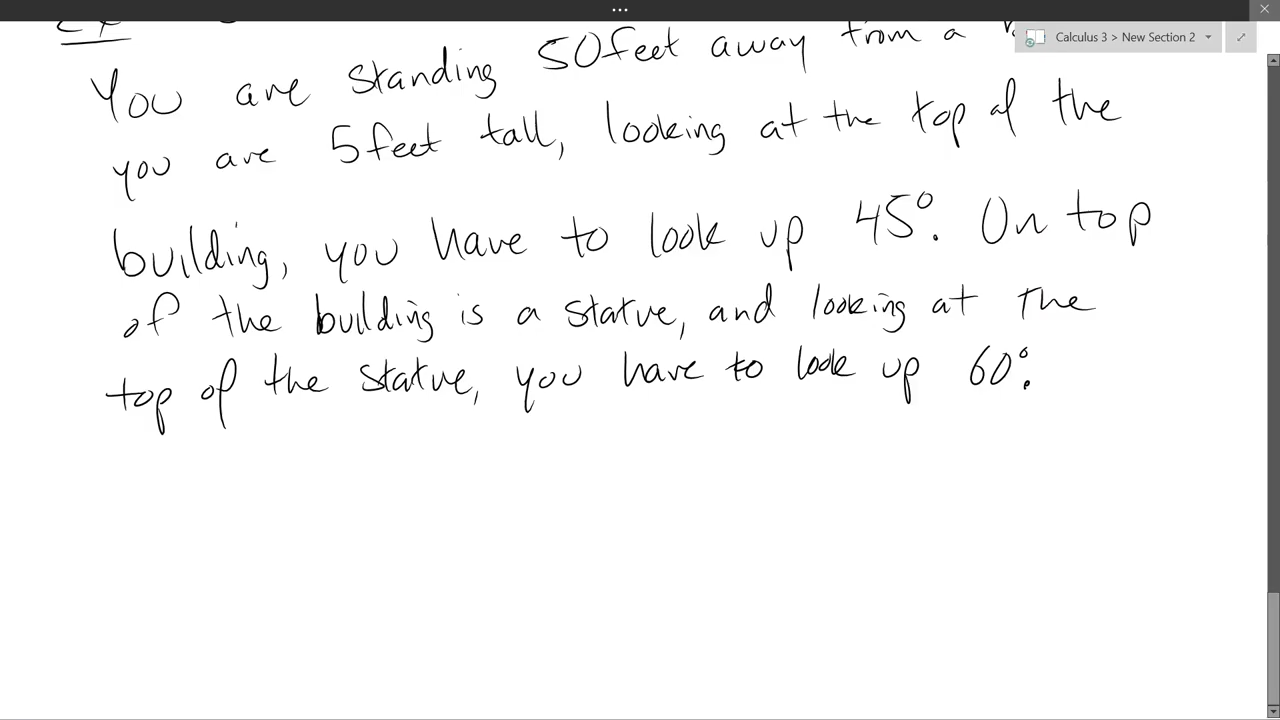 ...
Calculus 3 > New Section 2
You are standing 50feet away from a
you are 5feet tall, looking at the top of the
building, you have to look up 45°. On top
of the building is a statue, and looking at the
top of the statue, you have to look up 60°.